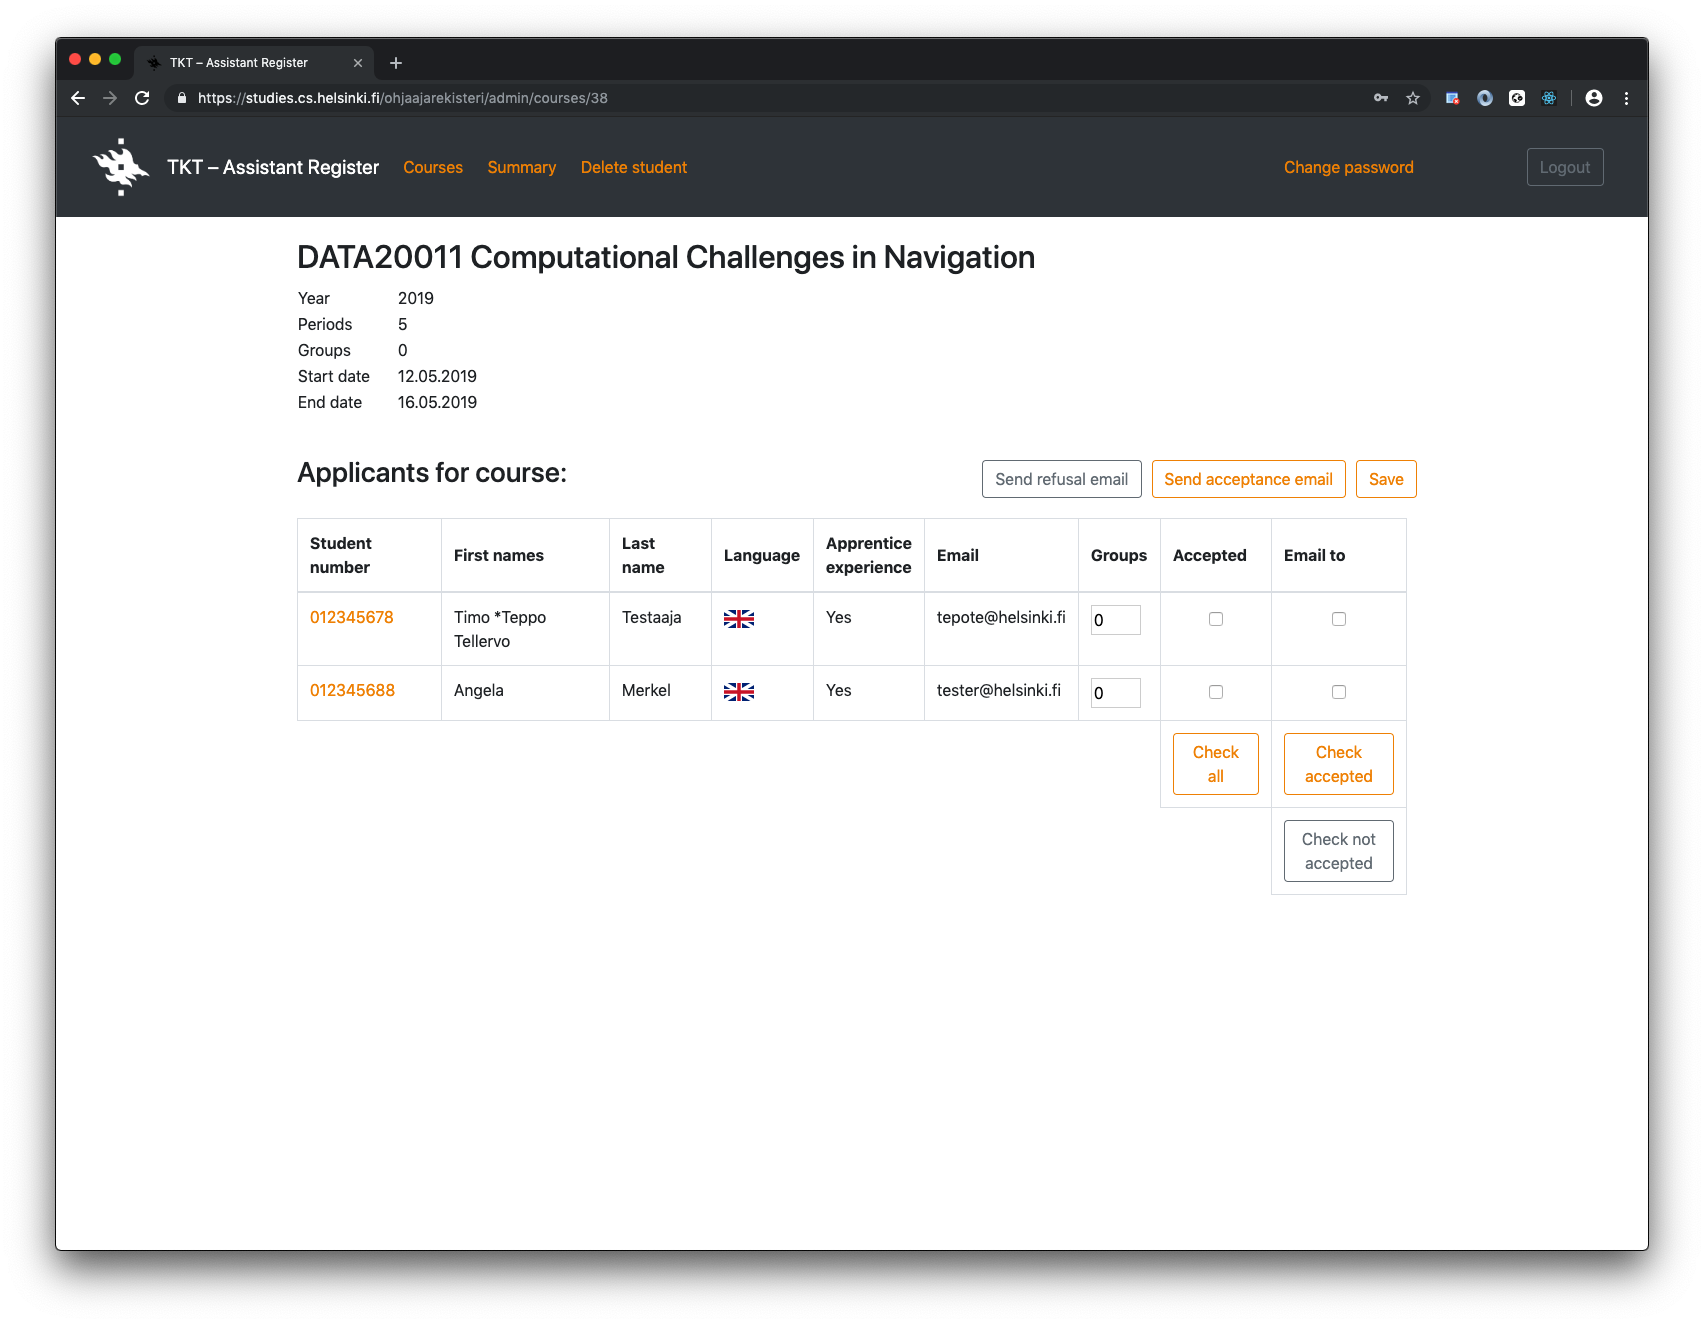 TKT – Assistant Register
https://studies.cs.helsinki.fi/ohjaajarekisteri/admin/courses/38
TKT – Assistant Register Courses Summary Delete student Change password Logout
DATA20011 Computational Challenges in Navigation
Year 2019
Periods 5
Groups 0
Start date 12.05.2019
End date 16.05.2019
Applicants for course: Send refusal email Send acceptance email Save
Student number First names Last name Language Apprentice experience Email Groups Accepted Email to
012345678 Timo *Teppo Tellervo Testaaja Yes tepote@helsinki.fi 0
012345688 Angela Merkel Yes tester@helsinki.fi 0
Check all Check accepted
Check not accepted